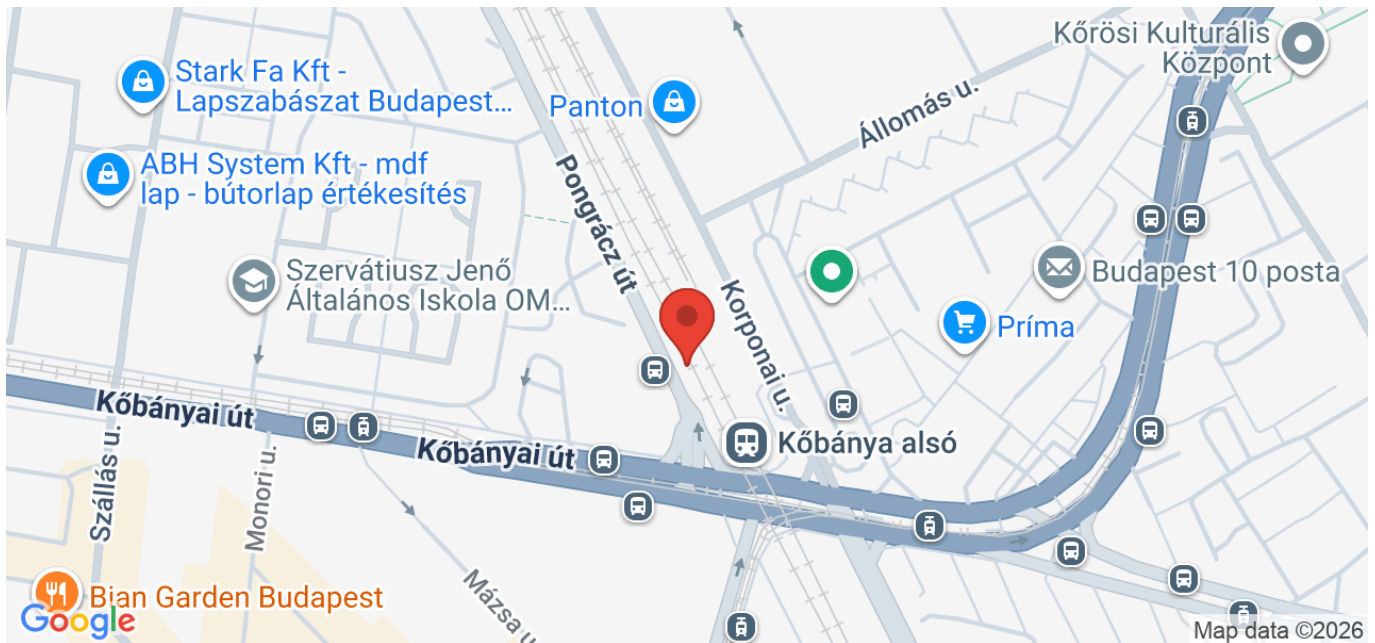 Kőrösi Kulturális
Központ
Stark Fa Kft -
Lapszabászat Budapest...
Panton
Állomás u.
ABH System Kft - mdf
lap - bútorlap értékesítés
Pongrácz út
Szervátiusz Jenő
Általános Iskola OM...
Korponai u.
Budapest 10 posta
Príma
Kőbányai út
Kőbányai út
Kőbánya alsó
Szállás u.
Monori u.
Mázsa u
Bian Garden Budapest
Google
Map data ©2026